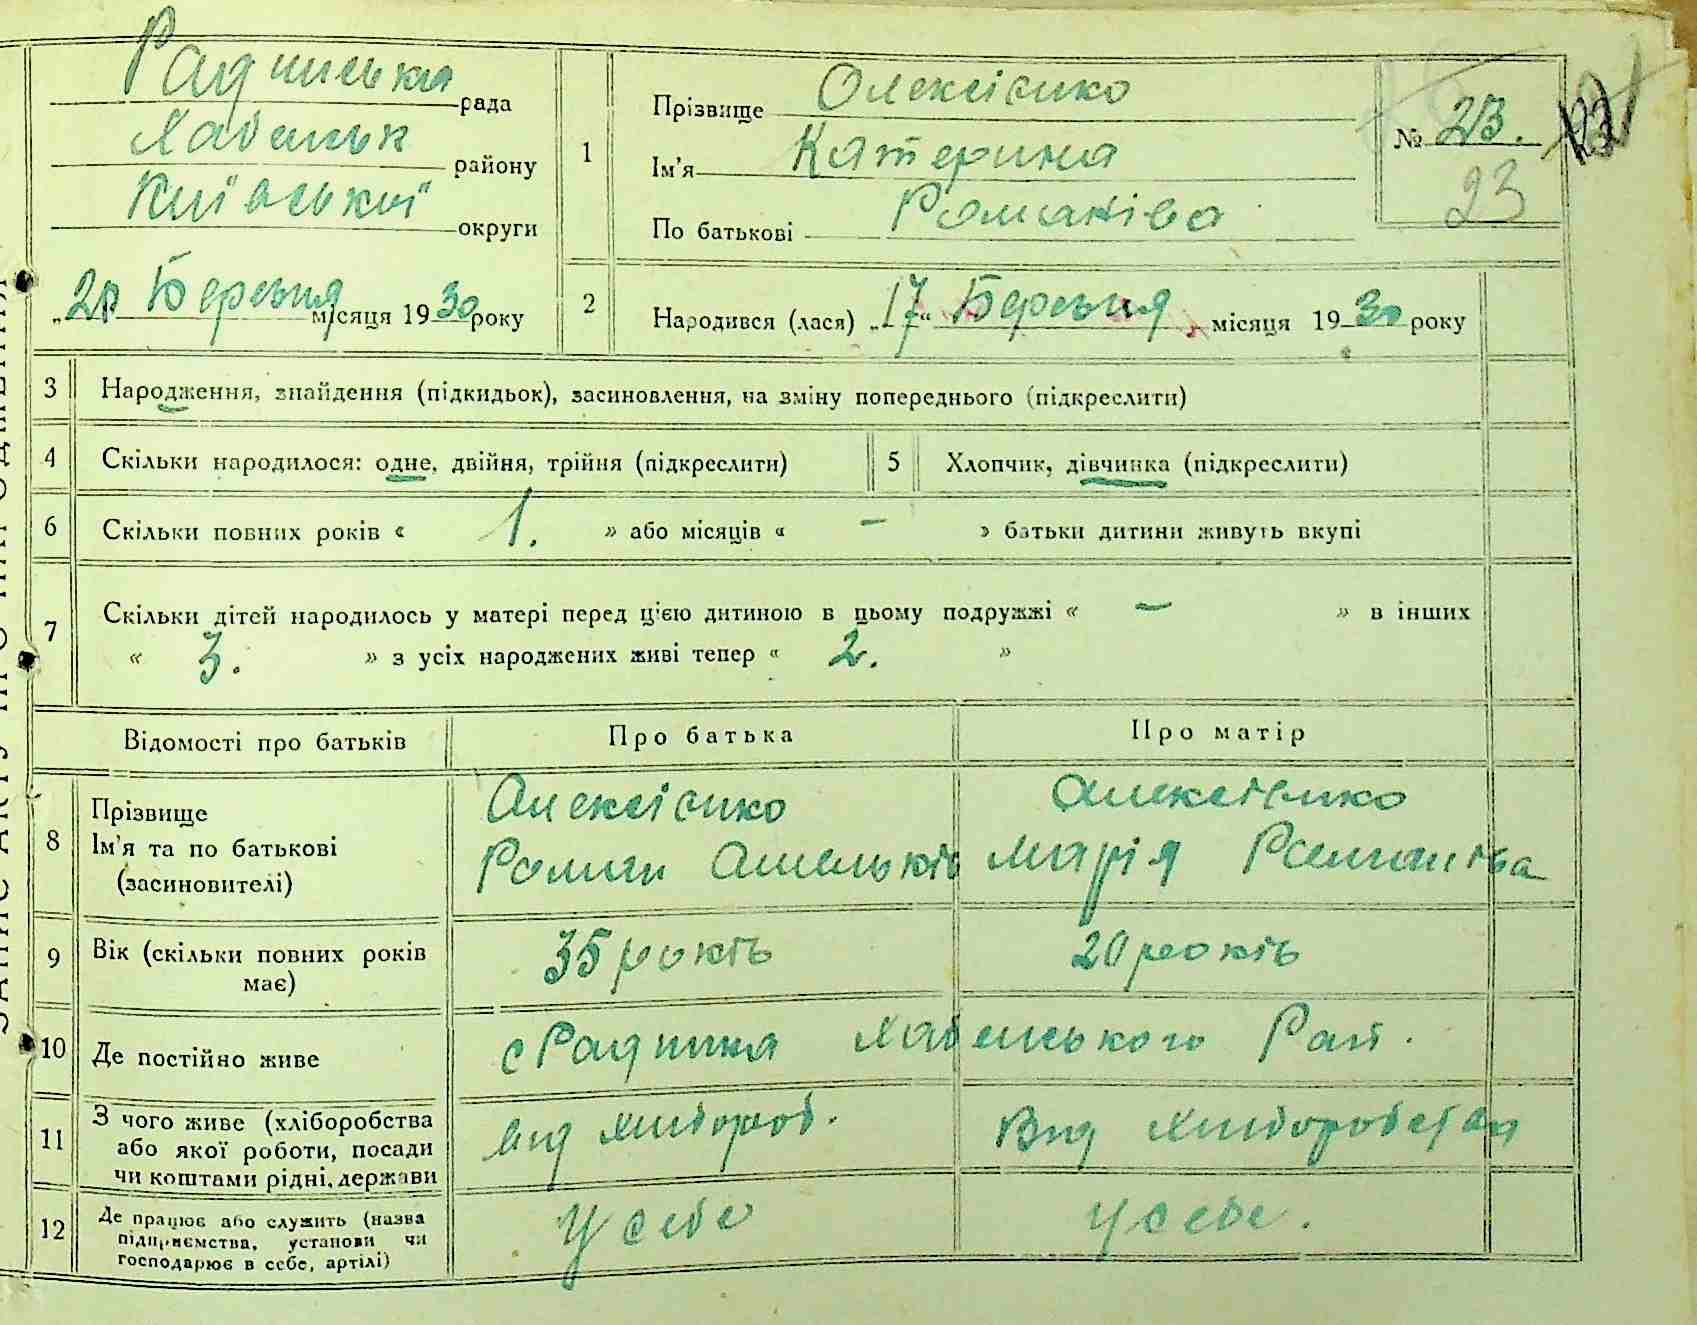 Радинська рада
Хабенськ району
Київської округи
„20 Березня місяця 1930 року
1
Прізвище Олексієнко
Ім'я Катерина
По батькові Романівна
№ 23.
23
2
Народився (лася) „17“ Березня, місяця 1930 року
3 Народження, знайдення (підкидьок), засиновлення, на зміну попереднього (підкреслити)
4 Скільки народилося: одне, двійня, трійня (підкреслити) 5 Хлопчик, дівчинка (підкреслити)
6 Скільки повних років « 1. » або місяців « – » батьки дитини живуть вкупі
7 Скільки дітей народилось у матері перед цією дитиною в цьому подружжі « – » в інших
« 3. » з усіх народжених живі тепер « 2. »
Відомості про батьків Про батька Про матір
8 Прізвище
Ім'я та по батькові
(засиновителі)
Олексієнко
Роман Омельків
Олексієнко
Марія Романівна
9 Вік (скільки повних років
має)
35 років 20 років
10 Де постійно живе с Радинка Хабенського Рай.
11 З чого живе (хліборобства
або якої роботи, посади
чи коштами рідні, держави
від хлібороб. Від хліборобства
12 Де працює або служить (назва
підприємства, установи чи
господарює в себе, артілі)
У себе У себе.